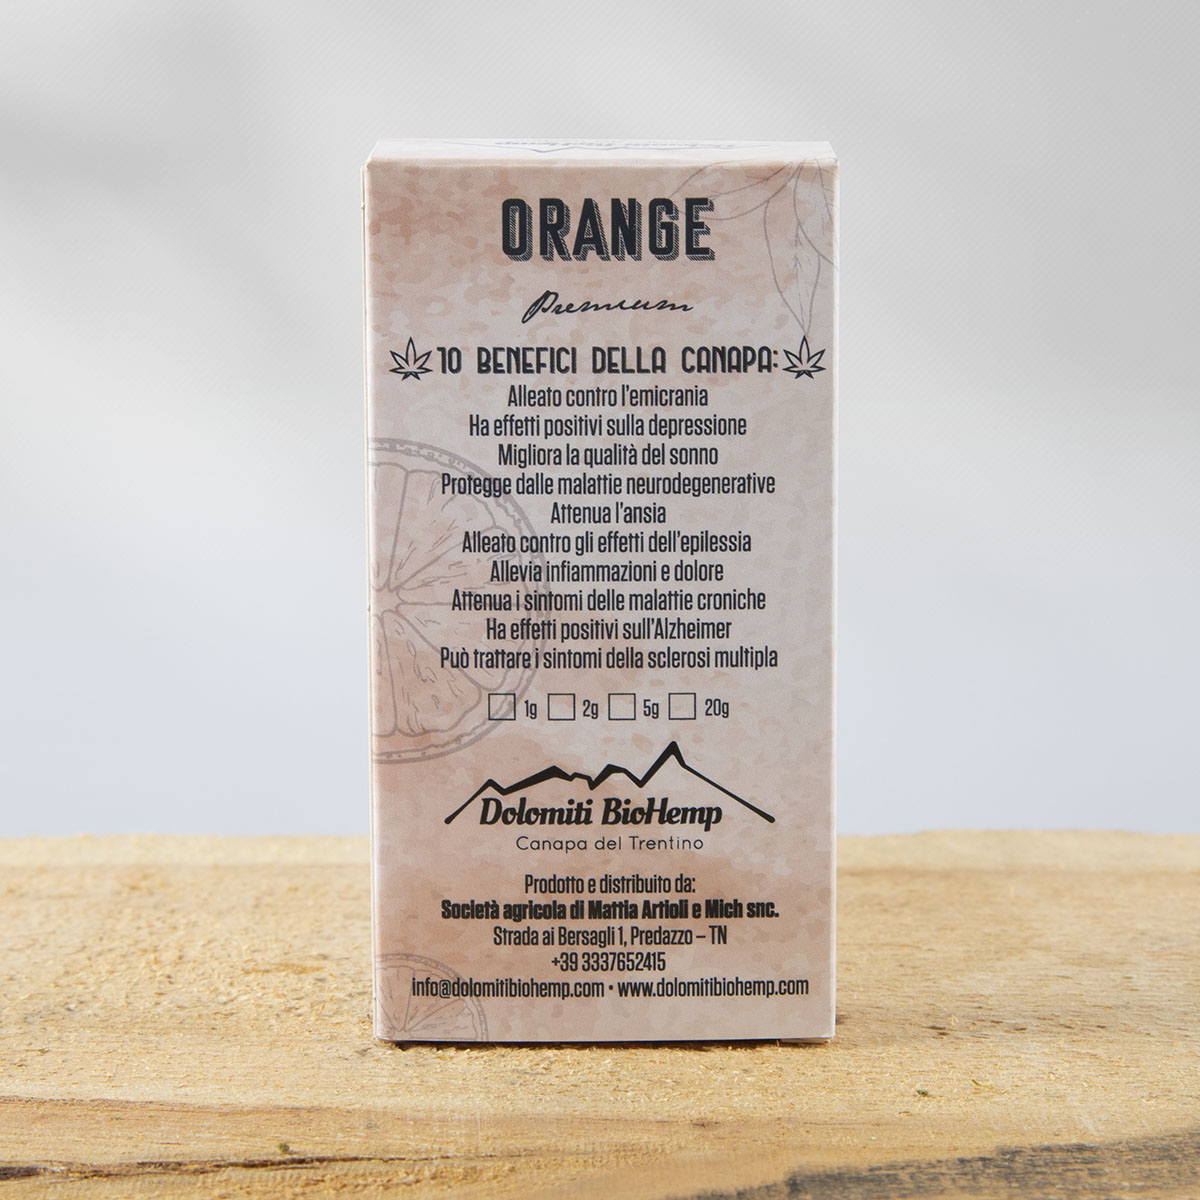 ORANGE
Premium
10 BENEFICI DELLA CANAPA:
Alleato contro l'emicrania
Ha effetti positivi sulla depressione
Migliora la qualità del sonno
Protegge dalle malattie neurodegenerative
Attenua l'ansia
Alleato contro gli effetti dell'epilessia
Allevia infiammazioni e dolore
Attenua i sintomi delle malattie croniche
Ha effetti positivi sull'Alzheimer
Può trattare i sintomi della sclerosi multipla
1g 2g 5g 20g
Dolomiti BioHemp
Canapa del Trentino
Prodotto e distribuito da:
Società agricola di Mattia Artioli e Mich snc.
Strada ai Bersagli 1, Predazzo – TN
+39 3337652415
info@dolomitibiohemp.com • www.dolomitibiohemp.com